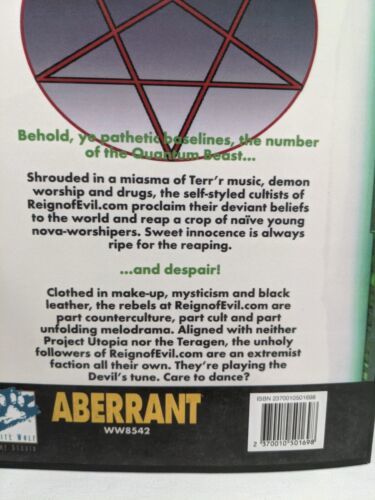 Behold, ye pathetic baselines, the number
of the Quantum Beast...
Shrouded in a miasma of Terr'r music, demon
worship and drugs, the self-styled cultists of
ReignofEvil.com proclaim their deviant beliefs
to the world and reap a crop of naïve young
nova-worshipers. Sweet innocence is always
ripe for the reaping.
...and despair!
Clothed in make-up, mysticism and black
leather, the rebels at ReignofEvil.com are
part counterculture, part cult and part
unfolding melodrama. Aligned with neither
Project Utopia nor the Teragen, the unholy
followers of ReignofEvil.com are an extremist
faction all their own. They're playing the
Devil's tune. Care to dance?
ABERRANT
WW8542
ISBN 2370010501698
2 370010 501698